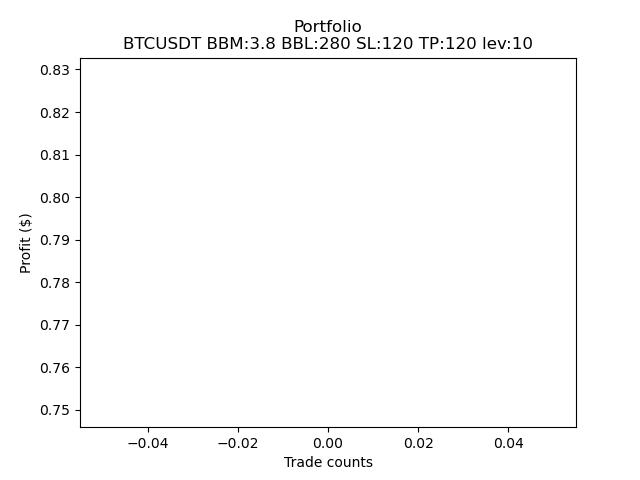 Portfolio
BTCUSDT BBM:3.8 BBL:280 SL:120 TP:120 lev:10
0.83
0.82
0.81
0.80
0.79
0.78
0.77
0.76
0.75
Profit ($)
−0.04 −0.02 0.00 0.02 0.04
Trade counts